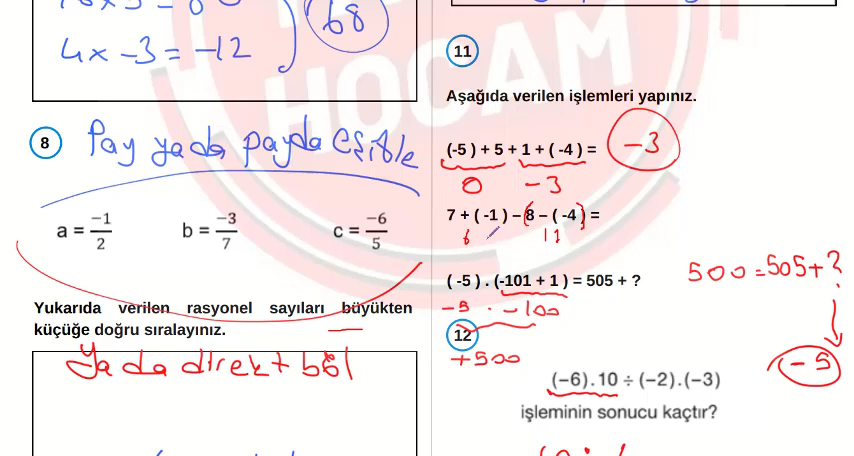 4x -3 = -12
68
8
Pay yada payda eşitle
a = -1/2 b = -3/7 c = -6/5
Yukarıda verilen rasyonel sayıları büyükten
küçüğe doğru sıralayınız.
Ya da direkt böl
HOCAM
11
Aşağıda verilen işlemleri yapınız.
(-5 ) + 5 + 1 + ( -4 ) = -3
0 -3
7 + ( -1 ) – 8 – ( -4 ) =
6
( -5 ) . (-101 + 1 ) = 505 + ?
500 = 505 + ?
-5 . -100
+500
-5
12
(−6) . 10 ÷ (−2) . (−3)
işleminin sonucu kaçtır?